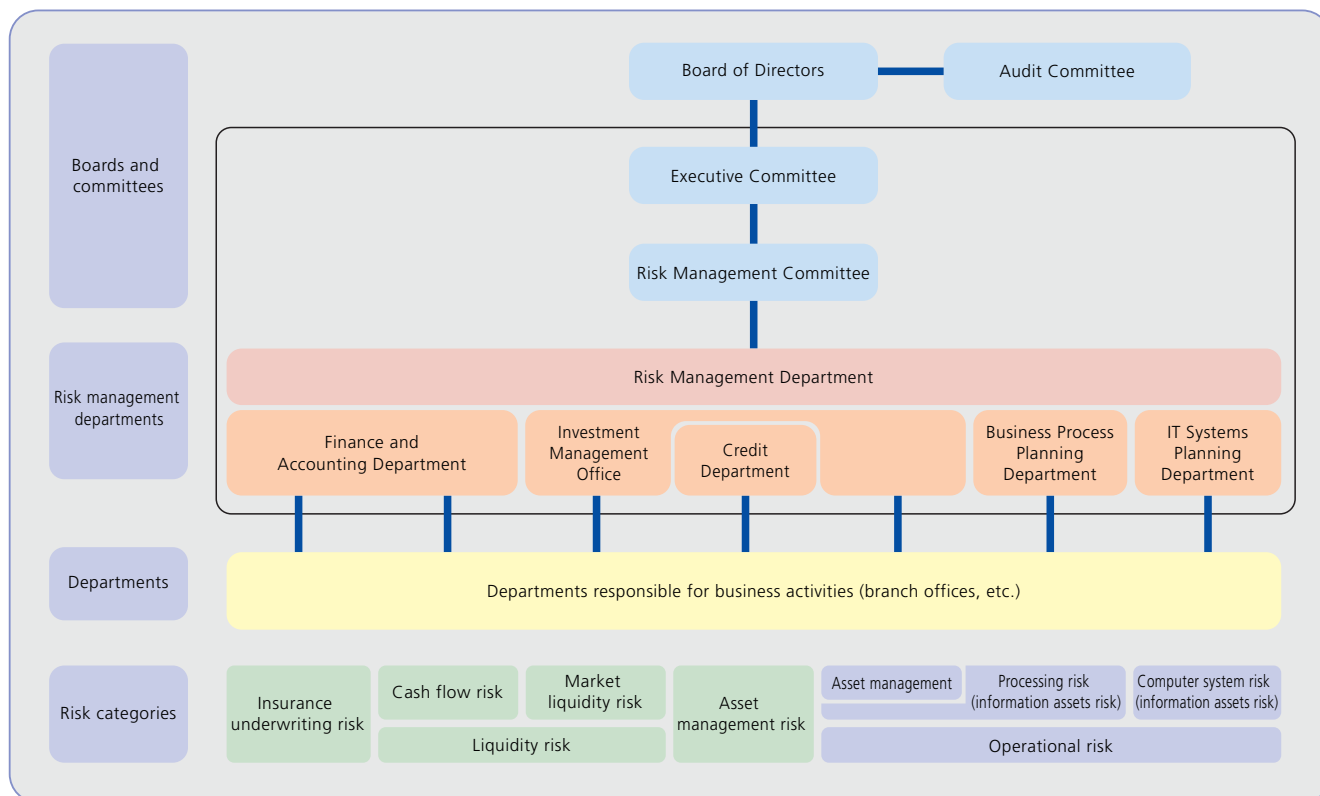 Board of Directors
Audit Committee
Boards and
committees
Executive Committee
Risk Management Committee
Risk management
departments
Risk Management Department
Finance and
Accounting Department
Investment
Management
Office
Credit
Department
Business Process
Planning
Department
IT Systems
Planning
Department
Departments
Departments responsible for business activities (branch offices, etc.)
Risk categories
Insurance
underwriting risk
Cash flow risk
Market
liquidity risk
Liquidity risk
Asset
management risk
Asset management
Processing risk
(information assets risk)
Computer system risk
(information assets risk)
Operational risk